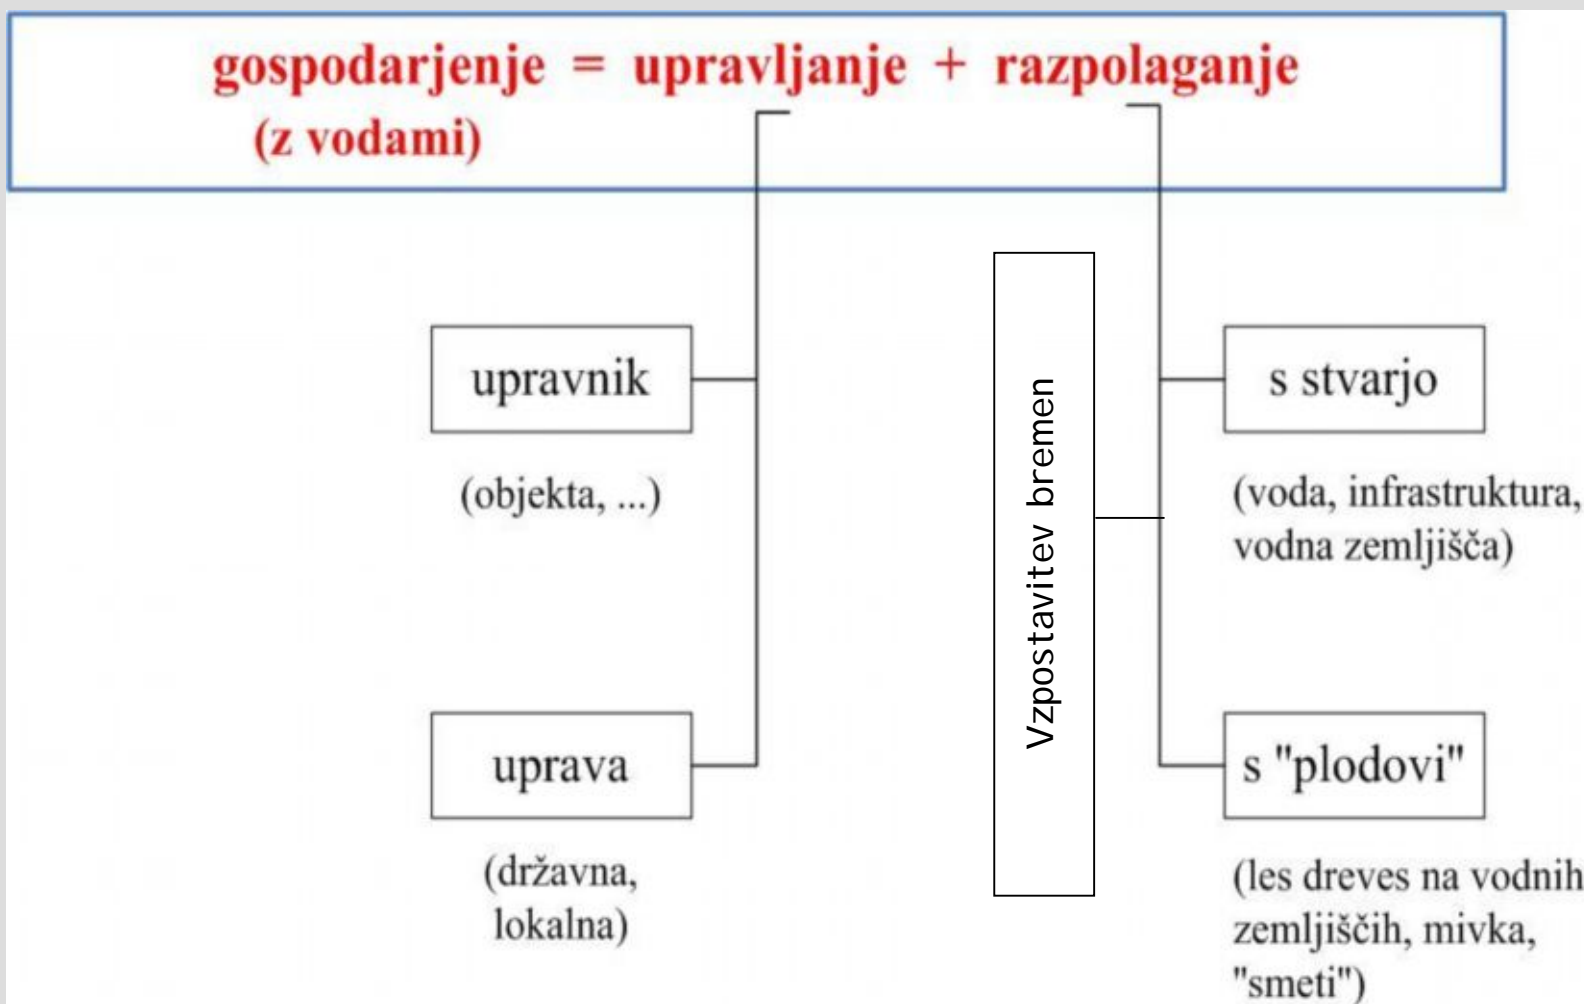 gospodarjenje = upravljanje + razpolaganje
(z vodami)
upravnik
(objekta, ...)
uprava
(državna,
lokalna)
Vzpostavitev bremen
s stvarjo
(voda, infrastruktura,
vodna zemljišča)
s "plodovi"
(les dreves na vodnih
zemljiščih, mivka,
"smeti")